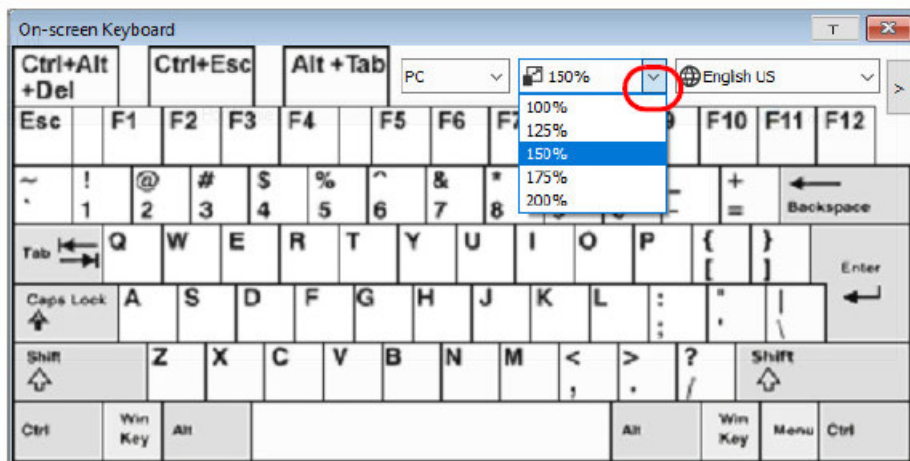 On-screen Keyboard
T
Ctrl+Alt
+Del
Ctrl+Esc
Alt +Tab
PC
150%
English US
>
100%
125%
150%
175%
200%
Esc F1 F2 F3 F4 F5 F6 F10 F11 F12
~ ! @ # $ % ^ & * _ +
` 1 2 3 4 5 6 7 8 - =
Backspace
Tab Q W E R T Y U I O P { }
[ ]
Enter
Caps Lock A S D F G H J K L : " |
; ' \
Shift Z X C V B N M < > ? Shift
, . /
Ctrl Win Key Alt Alt Win Key Menu Ctrl